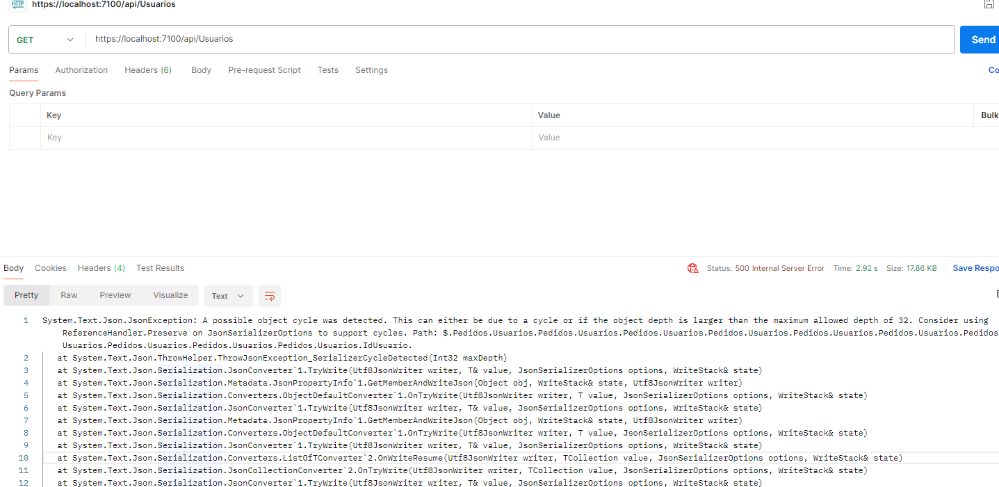 HTTP https://localhost:7100/api/Usuarios
GET https://localhost:7100/api/Usuarios Send
Params Authorization Headers (6) Body Pre-request Script Tests Settings Co
Query Params
Key Value Bulk
Key Value
Body Cookies Headers (4) Test Results Status: 500 Internal Server Error Time: 2.92 s Size: 17.86 KB Save Respo
Pretty Raw Preview Visualize Text
1 System.Text.Json.JsonException: A possible object cycle was detected. This can either be due to a cycle or if the object depth is larger than the maximum allowed depth of 32. Consider using
ReferenceHandler.Preserve on JsonSerializerOptions to support cycles. Path: $.Pedidos.Usuarios.Pedidos.Usuarios.Pedidos.Usuarios.Pedidos.Usuarios.Pedidos.Usuarios.Pedidos.Usuarios.Pedidos.
Usuarios.Pedidos.Usuarios.Pedidos.Usuarios.Pedidos.Usuarios.IdUsuario.
2 at System.Text.Json.ThrowHelper.ThrowJsonException_SerializerCycleDetected(Int32 maxDepth)
3 at System.Text.Json.Serialization.JsonConverter`1.TryWrite(Utf8JsonWriter writer, T& value, JsonSerializerOptions options, WriteStack& state)
4 at System.Text.Json.Serialization.Metadata.JsonPropertyInfo`1.GetMemberAndWriteJson(Object obj, WriteStack& state, Utf8JsonWriter writer)
5 at System.Text.Json.Serialization.Converters.ObjectDefaultConverter`1.OnTryWrite(Utf8JsonWriter writer, T value, JsonSerializerOptions options, WriteStack& state)
6 at System.Text.Json.Serialization.JsonConverter`1.TryWrite(Utf8JsonWriter writer, T& value, JsonSerializerOptions options, WriteStack& state)
7 at System.Text.Json.Serialization.Metadata.JsonPropertyInfo`1.GetMemberAndWriteJson(Object obj, WriteStack& state, Utf8JsonWriter writer)
8 at System.Text.Json.Serialization.Converters.ObjectDefaultConverter`1.OnTryWrite(Utf8JsonWriter writer, T value, JsonSerializerOptions options, WriteStack& state)
9 at System.Text.Json.Serialization.JsonConverter`1.TryWrite(Utf8JsonWriter writer, T& value, JsonSerializerOptions options, WriteStack& state)
10 at System.Text.Json.Serialization.Converters.ListOfTConverter`2.OnWriteResume(Utf8JsonWriter writer, TCollection value, JsonSerializerOptions options, WriteStack& state)
11 at System.Text.Json.Serialization.JsonCollectionConverter`2.OnTryWrite(Utf8JsonWriter writer, TCollection value, JsonSerializerOptions options, WriteStack& state)
12 at System.Text.Json.Serialization.JsonConverter`1.TryWrite(Utf8JsonWriter writer, T& value, JsonSerializerOptions options, WriteStack& state)